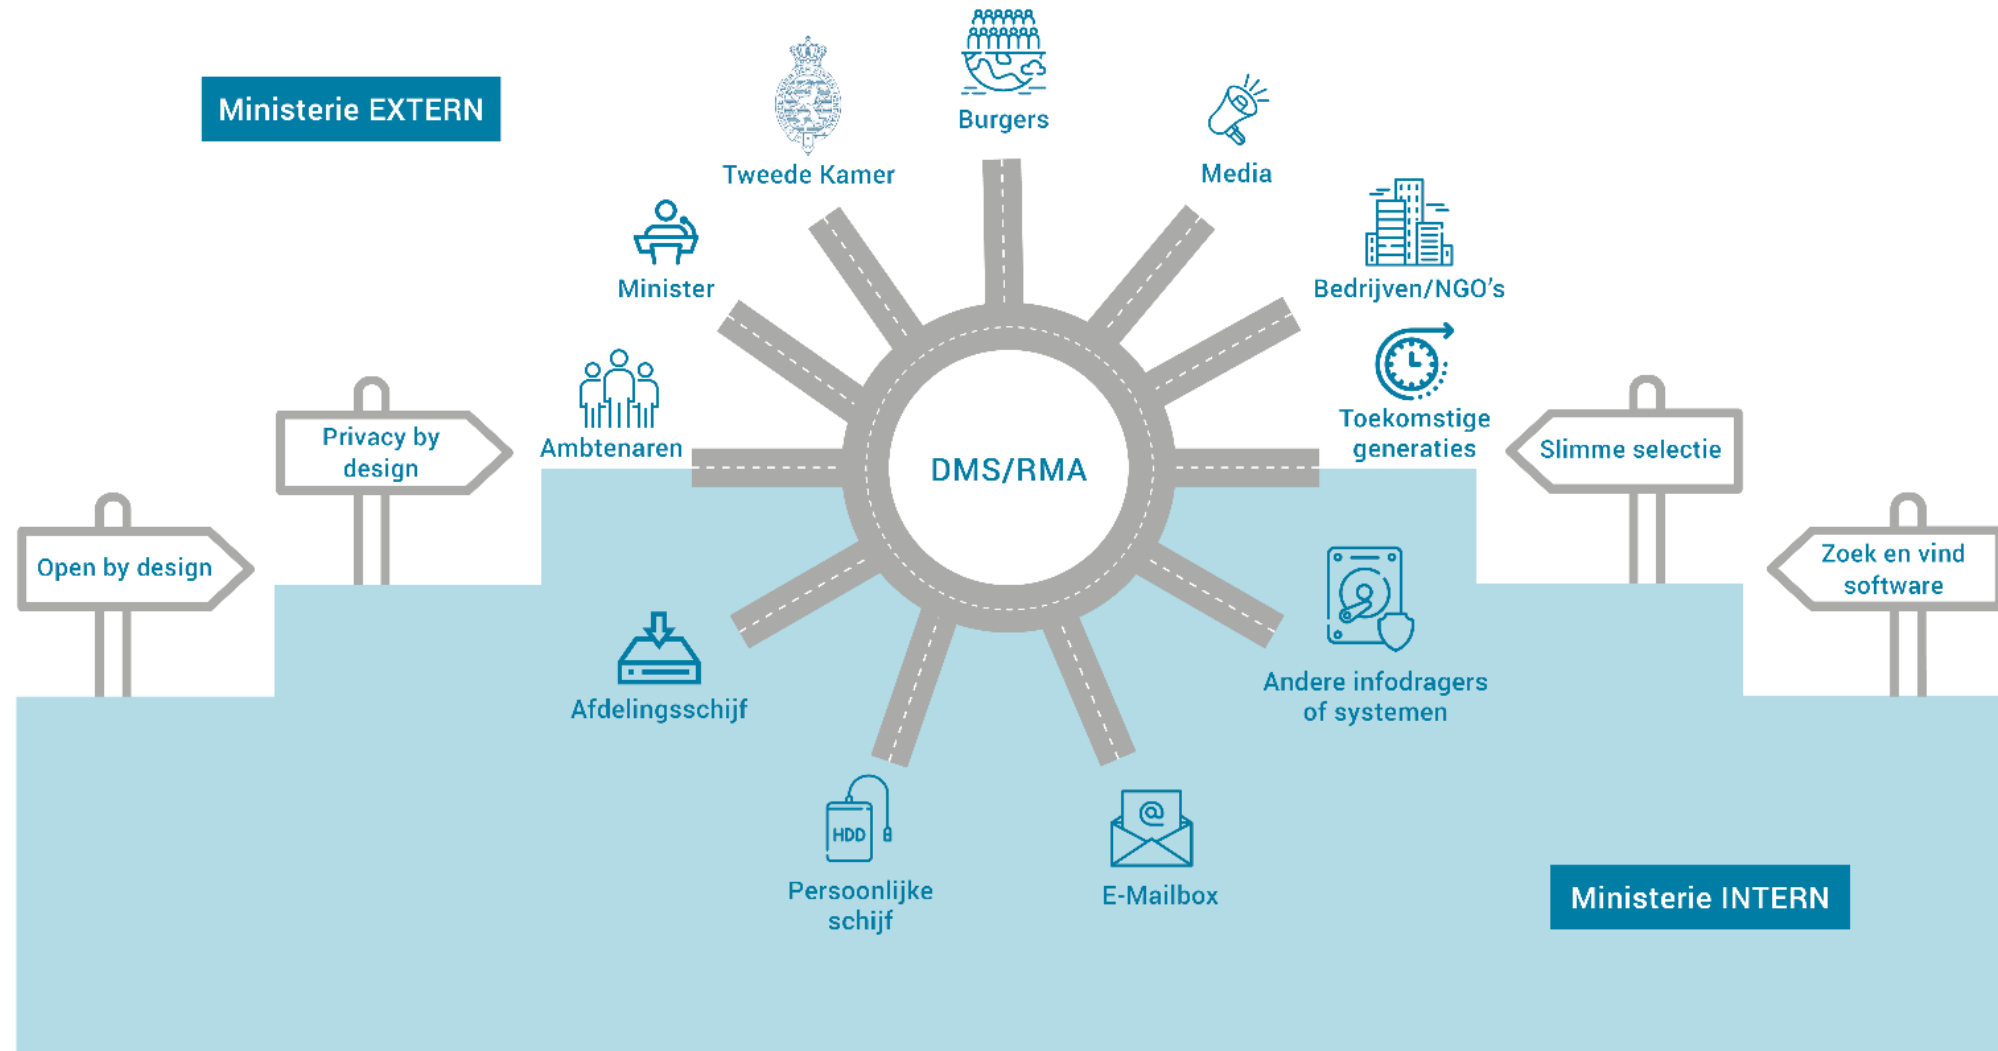 Ministerie EXTERN
Burgers
Tweede Kamer
Media
Minister
Bedrijven/NGO's
Ambtenaren
Toekomstige
generaties
Privacy by
design
Slimme selectie
DMS/RMA
Open by design
Zoek en vind
software
Afdelingsschijf
Andere infodragers
of systemen
HDD
@
Persoonlijke
schijf
E-Mailbox
Ministerie INTERN